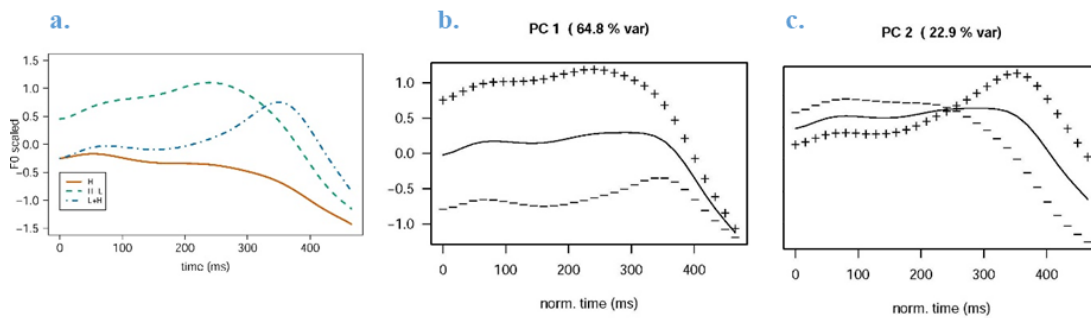 a.
b.
c.
PC 1 ( 64.8 % var)
PC 2 ( 22.9 % var)
1.5
1.0
0.5
0.0
−0.5
−1.0
−1.5
F0 scaled
H
L+H
0 100 200 300 400
time (ms)
1.0
0.5
0.0
−0.5
−1.0
0 100 200 300 400
norm. time (ms)
0 100 200 300 400
norm. time (ms)